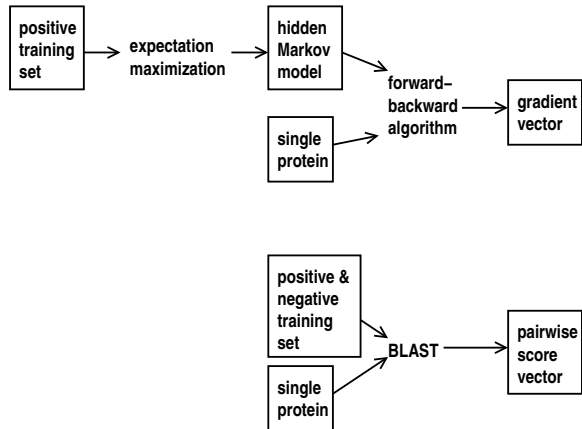 positive
training
set
expectation
maximization
hidden
Markov
model
forward–
backward
algorithm
gradient
vector
single
protein
positive &
negative
training
set
BLAST
pairwise
score
vector
single
protein